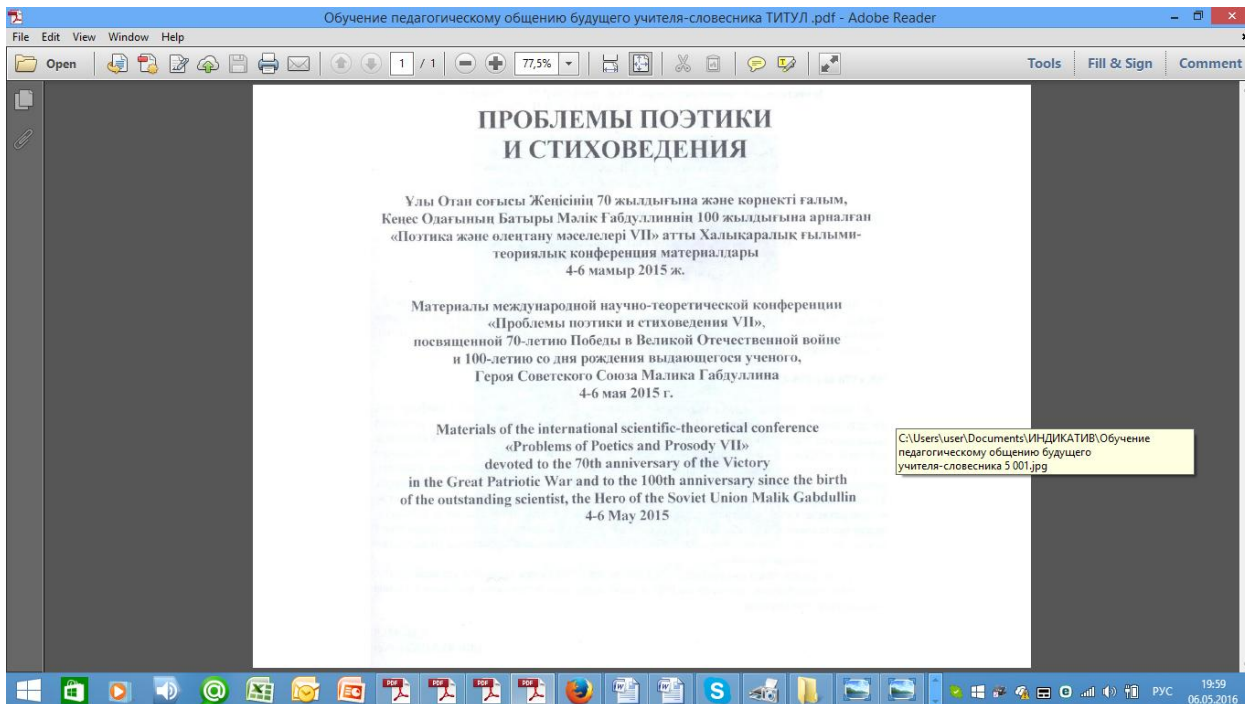 Обучение педагогическому общению будущего учителя-словесника ТИТУЛ .pdf - Adobe Reader
File Edit View Window Help
Open 1 / 1 77,5% Tools Fill & Sign Comment
ПРОБЛЕМЫ ПОЭТИКИ
И СТИХОВЕДЕНИЯ
Ұлы Отан соғысы Жеңісінің 70 жылдығына және көрнекті ғалым,
Кеңес Одағының Батыры Мәлік Ғабдуллиннің 100 жылдығына арналған
«Поэтика және өлеңтану мәселелері VII» атты Халықаралық ғылыми-
теориялық конференция материалдары
4-6 мамыр 2015 ж.
Материалы международной научно-теоретической конференции
«Проблемы поэтики и стиховедения VII»,
посвященной 70-летию Победы в Великой Отечественной войне
и 100-летию со дня рождения выдающегося ученого,
Героя Советского Союза Малика Габдуллина
4-6 мая 2015 г.
Materials of the international scientific-theoretical conference
«Problems of Poetics and Prosody VII»
devoted to the 70th anniversary of the Victory
in the Great Patriotic War and to the 100th anniversary since the birth
of the outstanding scientist, the Hero of the Soviet Union Malik Gabdullin
4-6 May 2015
C:\Users\user\Documents\ИНДИКАТИВ\Обучение
педагогическому общению будущего
учителя-словесника 5 001.jpg
РУС 19:59
06.05.2016